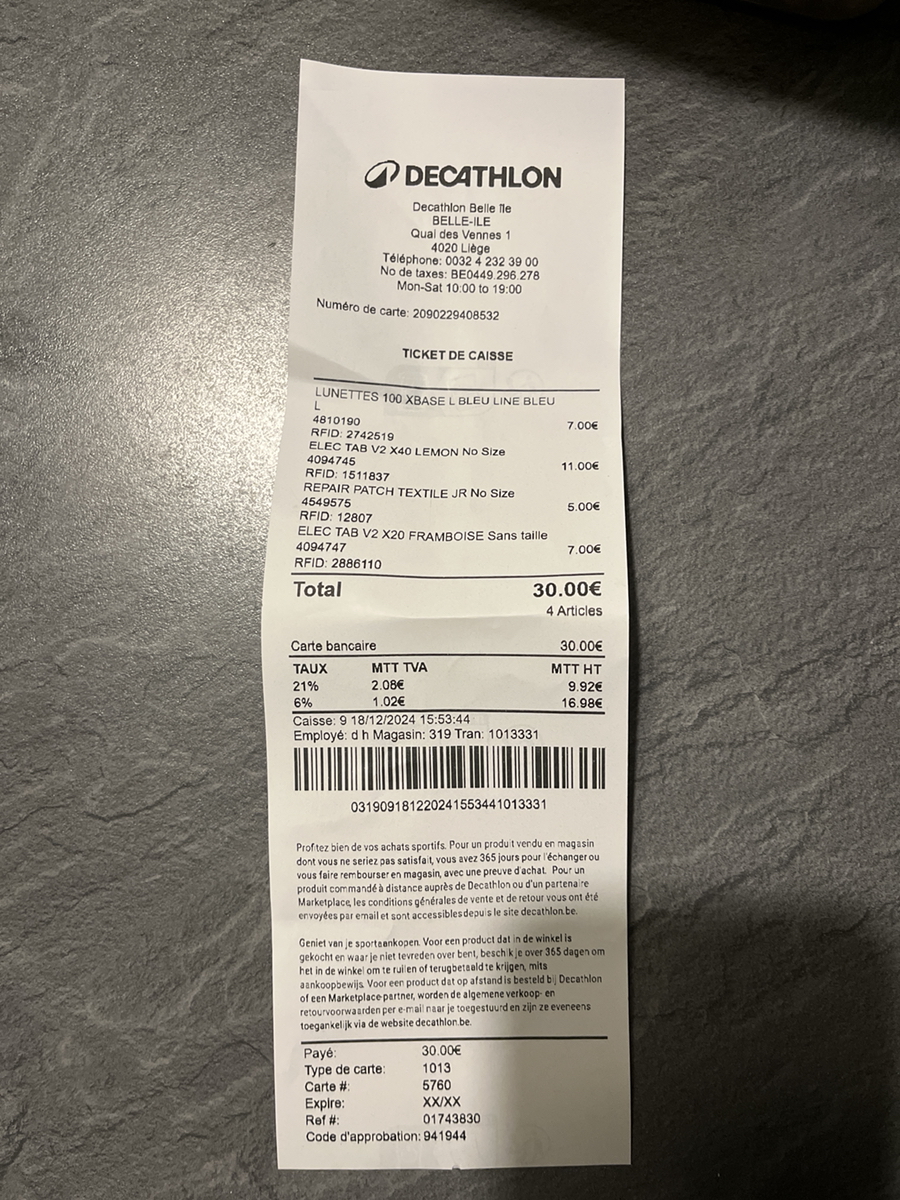 DECATHLON
Decathlon Belle Île
BELLE-ILE
Quai des Vennes 1
4020 Liège
Téléphone: 0032 4 232 39 00
No de taxes: BE0449.296.278
Mon-Sat 10:00 to 19:00
Numéro de carte: 2090229408532
TICKET DE CAISSE
LUNETTES 100 XBASE L BLEU LINE BLEU
L
4810190 7.00€
RFID: 2742519
ELEC TAB V2 X40 LEMON No Size
4094745 11.00€
RFID: 1511837
REPAIR PATCH TEXTILE JR No Size
4549575 5.00€
RFID: 12807
ELEC TAB V2 X20 FRAMBOISE Sans taille
4094747 7.00€
RFID: 2886110
Total 30.00€
4 Articles
Carte bancaire 30.00€
TAUX MTT TVA MTT HT
21% 2.08€ 9.92€
6% 1.02€ 16.98€
Caisse: 9 18/12/2024 15:53:44
Employé: d h Magasin: 319 Tran: 1013331
0319091812202415534410​13331
Profitez bien de vos achats sportifs. Pour un produit vendu en magasin
dont vous ne seriez pas satisfait, vous avez 365 jours pour l'échanger ou
vous faire rembourser en magasin, avec une preuve d'achat. Pour un
produit commandé à distance auprès de Decathlon ou d'un partenaire
Marketplace, les conditions générales de vente et de retour vous ont été
envoyées par email et sont accessibles depuis le site decathlon.be.
Geniet van je sportaankopen. Voor een product dat in de winkel is
gekocht en waar je niet tevreden over bent, beschik je over 365 dagen om
het in de winkel om te ruilen of terugbetaald te krijgen, mits
aankoopbewijs. Voor een product dat op afstand is besteld bij Decathlon
of een Marketplace-partner, worden de algemene verkoop- en
retourvoorwaarden per e-mail naar je toegestuurd en zijn ze eveneens
toegankelijk via de website decathlon.be.
Payé: 30.00€
Type de carte: 1013
Carte #: 5760
Expire: XX/XX
Ref #: 01743830
Code d'approbation: 941944